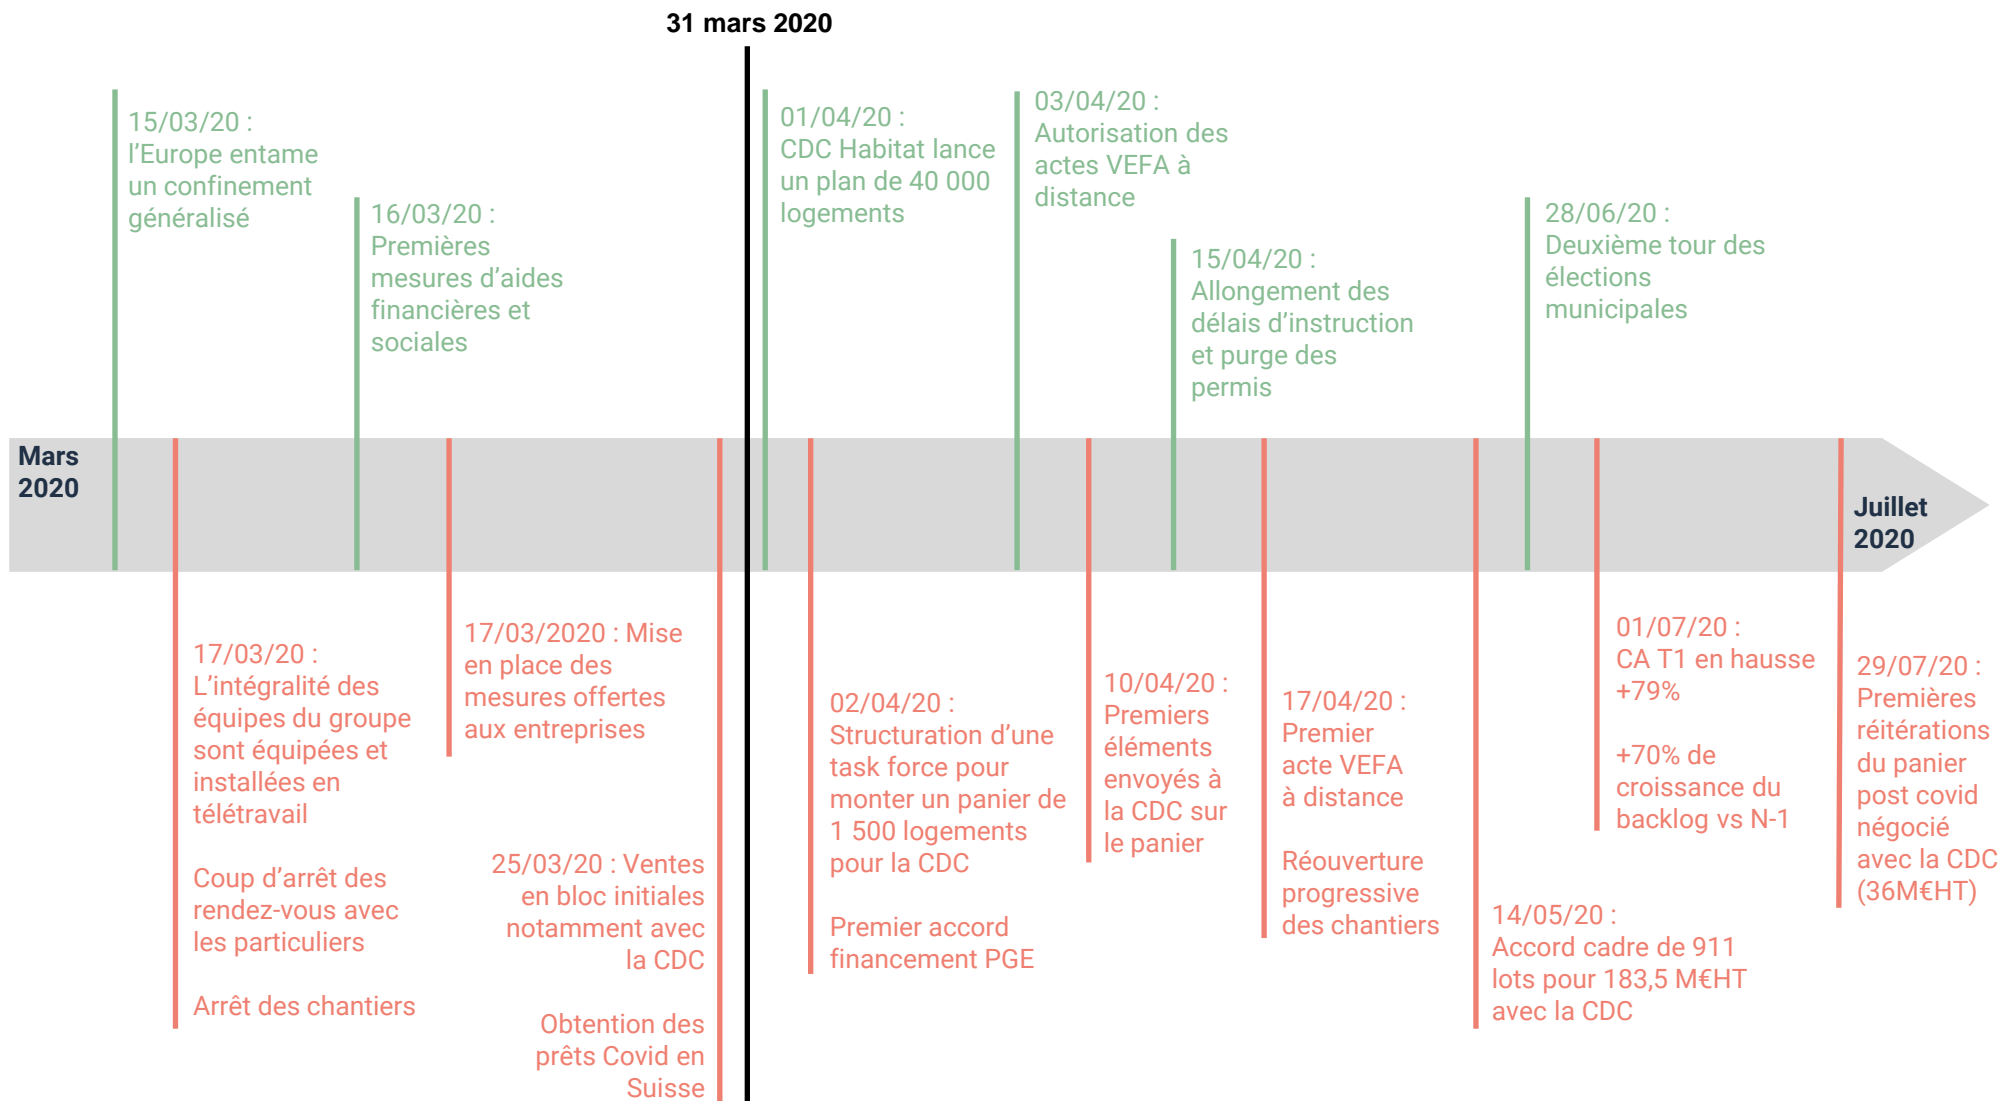 31 mars 2020
15/03/20 :
l’Europe entame
un confinement
généralisé
16/03/20 :
Premières
mesures d’aides
financières et
sociales
01/04/20 :
CDC Habitat lance
un plan de 40 000
logements
03/04/20 :
Autorisation des
actes VEFA à
distance
15/04/20 :
Allongement des
délais d’instruction
et purge des
permis
28/06/20 :
Deuxième tour des
élections
municipales
Mars
2020
Juillet
2020
17/03/20 :
L’intégralité des
équipes du groupe
sont équipées et
installées en
télétravail
Coup d’arrêt des
rendez-vous avec
les particuliers
Arrêt des chantiers
17/03/2020 : Mise
en place des
mesures offertes
aux entreprises
25/03/20 : Ventes
en bloc initiales
notamment avec
la CDC
Obtention des
prêts Covid en
Suisse
02/04/20 :
Structuration d’une
task force pour
monter un panier de
1 500 logements
pour la CDC
Premier accord
financement PGE
10/04/20 :
Premiers
éléments
envoyés à
la CDC sur
le panier
17/04/20 :
Premier
acte VEFA
à distance
Réouverture
progressive
des chantiers
14/05/20 :
Accord cadre de 911
lots pour 183,5 M€HT
avec la CDC
01/07/20 :
CA T1 en hausse
+79%
+70% de
croissance du
backlog vs N-1
29/07/20 :
Premières
réitérations
du panier
post covid
négocié
avec la CDC
(36M€HT)